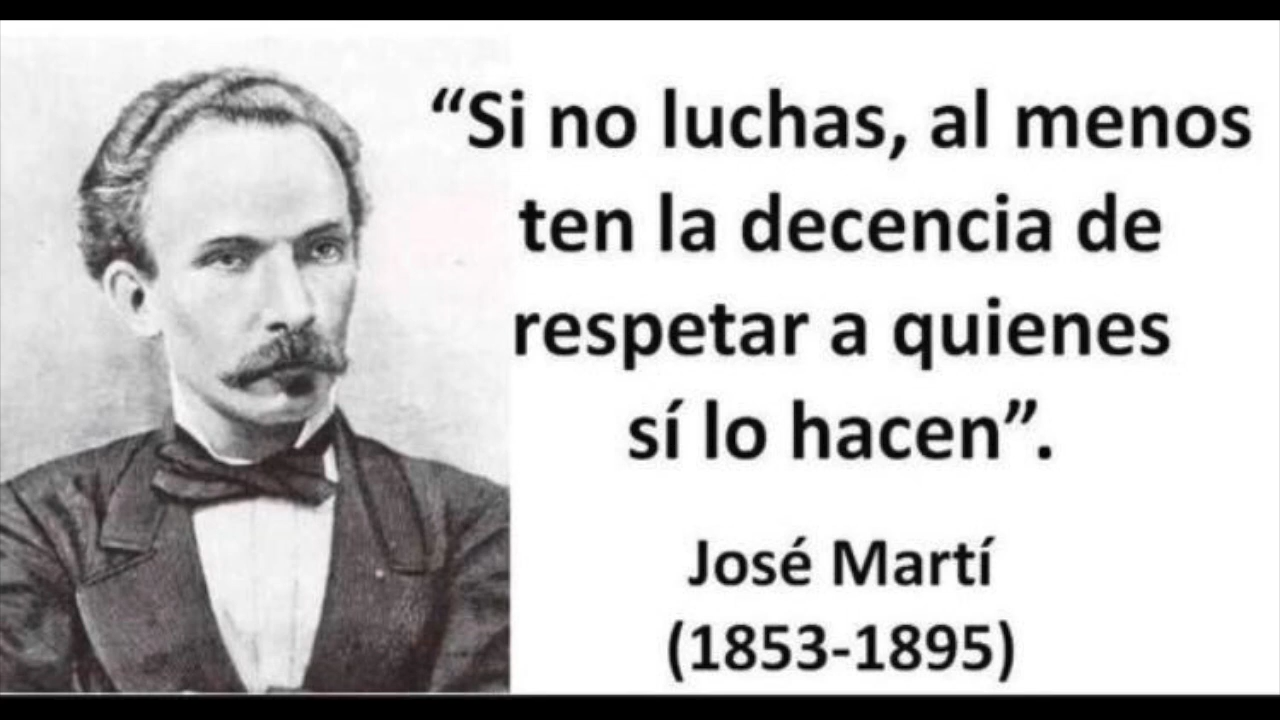 “Si no luchas, al menos
ten la decencia de
respetar a quienes
sí lo hacen”.
José Martí
(1853-1895)